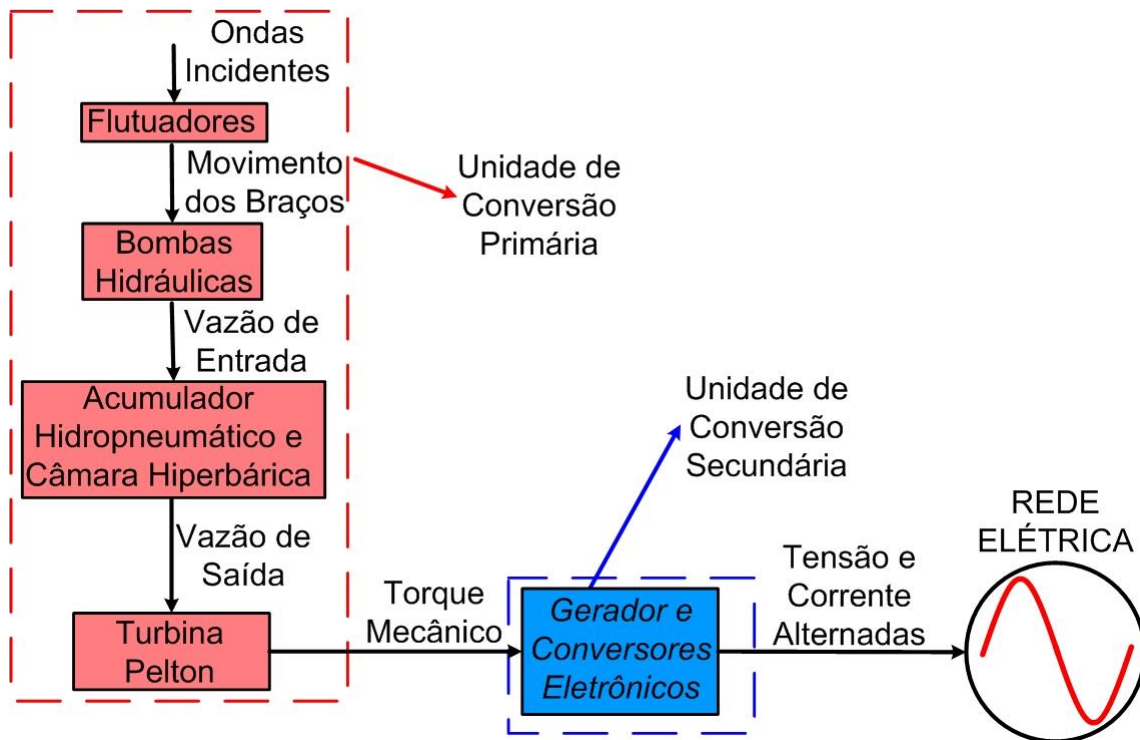 Ondas
Incidentes
Flutuadores
Movimento
dos Braços
Unidade de
Conversão
Primária
Bombas
Hidráulicas
Vazão de
Entrada
Acumulador
Hidropneumático e
Câmara Hiperbárica
Unidade de
Conversão
Secundária
Vazão de
Saída
Turbina
Pelton
Torque
Mecânico
Gerador e
Conversores
Eletrônicos
Tensão e
Corrente
Alternadas
REDE
ELÉTRICA